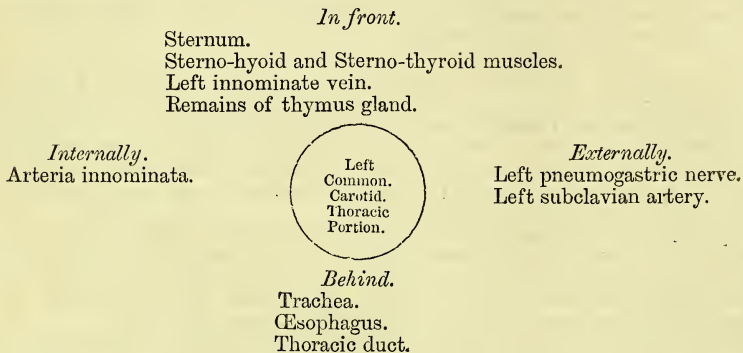 In front.
Sternum.
Sterno-hyoid and Sterno-thyroid muscles.
Left innominate vein.
Remains of thymus gland.
Internally.
Arteria innominata.
Left
Common.
Carotid.
Thoracic
Portion.
Externally.
Left pneumogastric nerve.
Left subclavian artery.
Behind.
Trachea.
Œsophagus.
Thoracic duct.